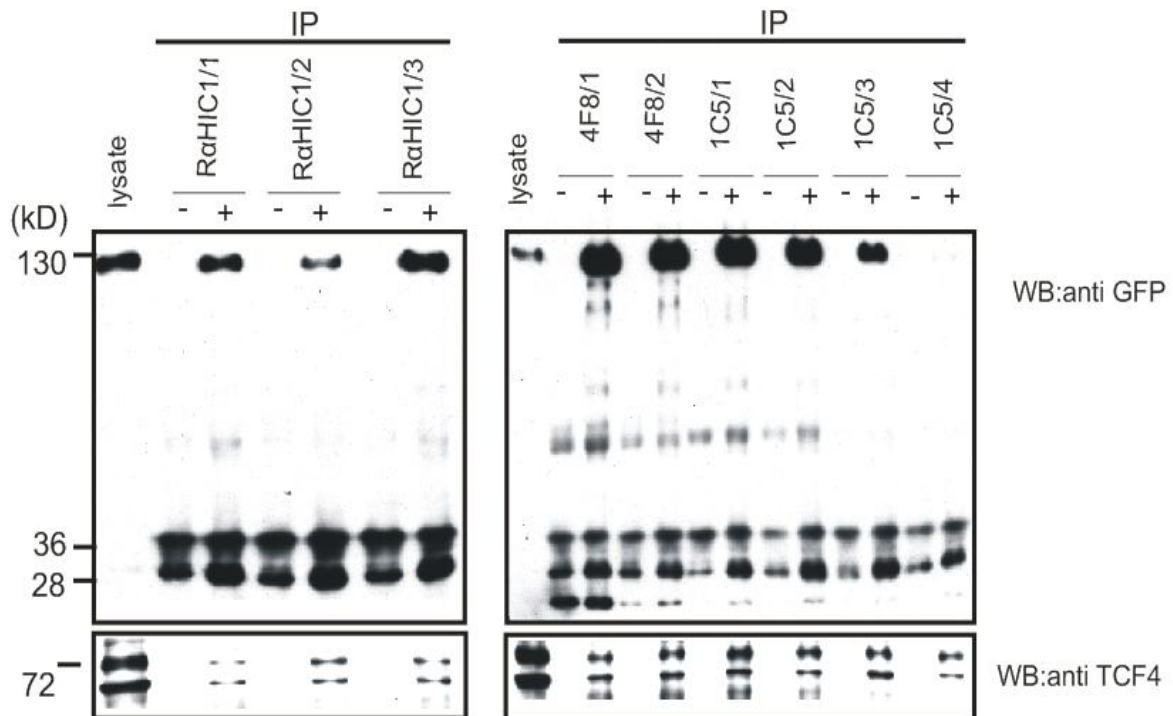 IP
IP
lysate
RαHIC1/1
RαHIC1/2
RαHIC1/3
lysate
4F8/1
4F8/2
1C5/1
1C5/2
1C5/3
1C5/4
- + - + - +
- + - + - + - + - + - +
(kD)
130
36
28
72
WB:anti GFP
WB:anti TCF4